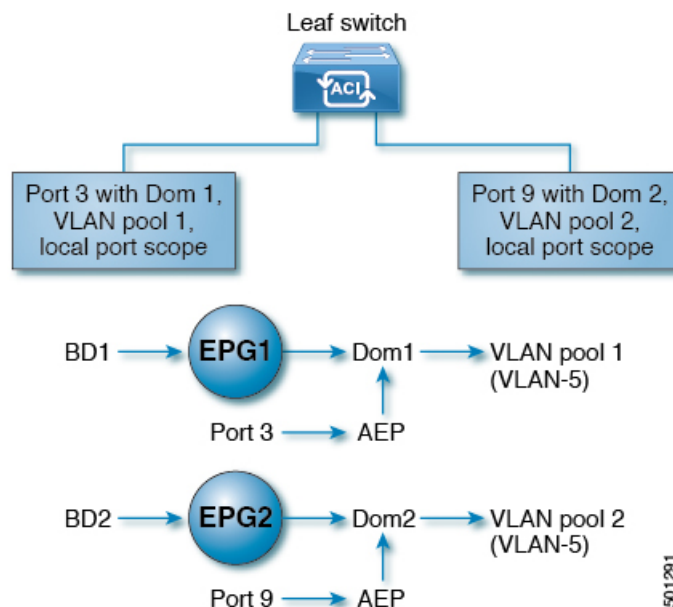 Leaf switch
ACI
Port 3 with Dom 1,
VLAN pool 1,
local port scope
Port 9 with Dom 2,
VLAN pool 2,
local port scope
BD1
EPG1
Dom1
VLAN pool 1
(VLAN-5)
Port 3
AEP
BD2
EPG2
Dom2
VLAN pool 2
(VLAN-5)
Port 9
AEP
501291